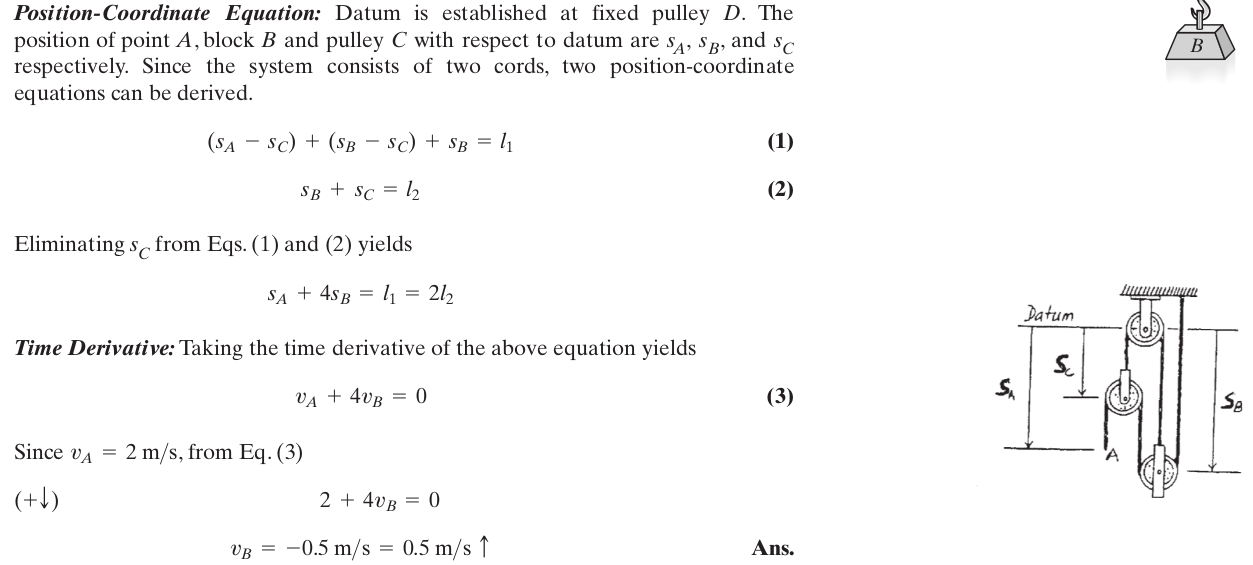 Position-Coordinate Equation: Datum is established at fixed pulley D. The
position of point A, block B and pulley C with respect to datum are s_A, s_B, and s_C
respectively. Since the system consists of two cords, two position-coordinate
equations can be derived.
(s_A − s_C) + (s_B − s_C) + s_B = l_1 (1)
s_B + s_C = l_2 (2)
Eliminating s_C from Eqs. (1) and (2) yields
s_A + 4s_B = l_1 = 2l_2
Time Derivative: Taking the time derivative of the above equation yields
v_A + 4v_B = 0 (3)
Since v_A = 2 m/s, from Eq. (3)
(+↓) 2 + 4v_B = 0
v_B = −0.5 m/s = 0.5 m/s ↑ Ans.
B
Datum
S_C
S_A
S_B
A